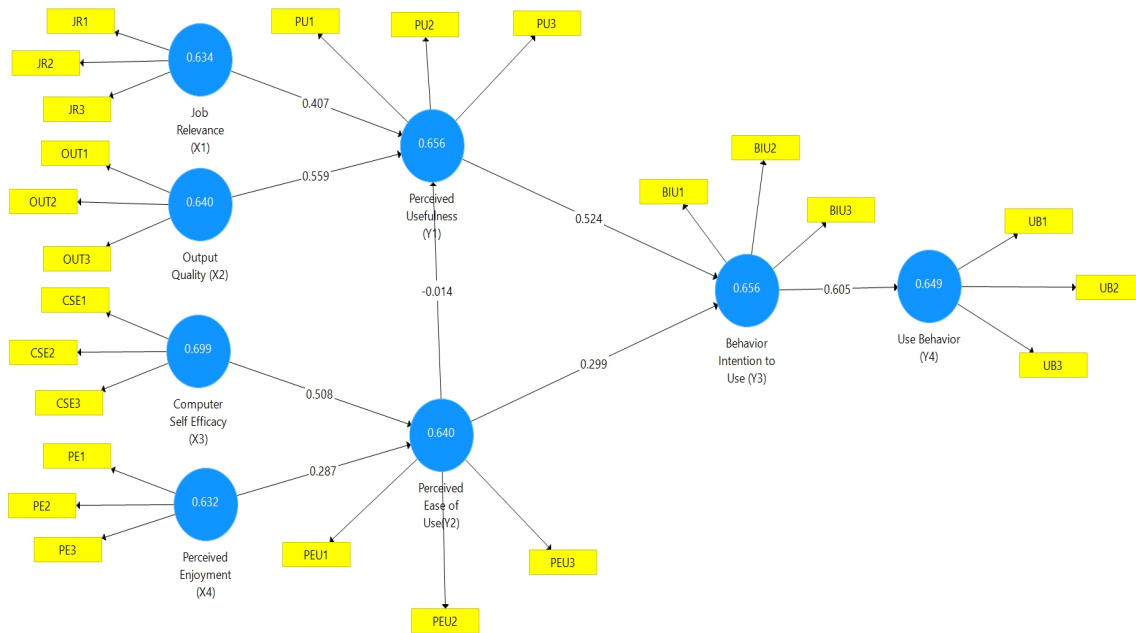 JR1
JR2
JR3
0.634
Job
Relevance
(X1)
OUT1
OUT2
OUT3
0.640
Output
Quality (X2)
CSE1
CSE2
CSE3
0.699
Computer
Self Efficacy
(X3)
PE1
PE2
PE3
0.632
Perceived
Enjoyment
(X4)
0.407
0.559
0.508
0.287
PU1
PU2
PU3
0.656
Perceived
Usefulness
(Y1)
-0.014
0.640
Perceived
Ease of
Use(Y2)
PEU1
PEU2
PEU3
0.524
0.299
BIU1
BIU2
BIU3
0.656
Behavior
Intention to
Use (Y3)
0.605
0.649
Use Behavior
(Y4)
UB1
UB2
UB3